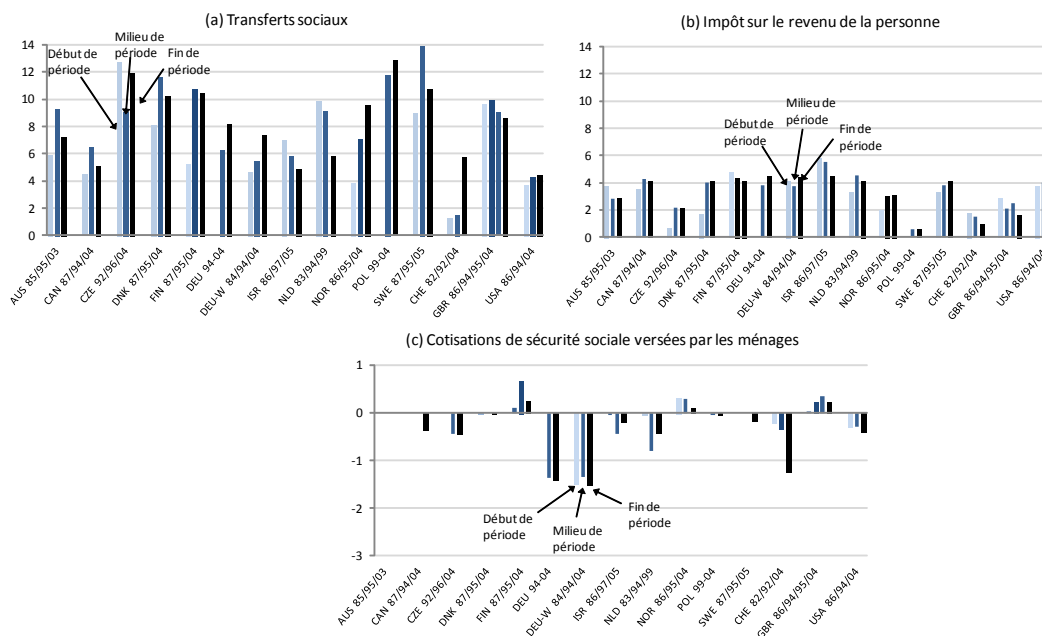 (a) Transferts sociaux
14
12
10
8
6
4
2
0
Début de
période
Milieu de
période
Fin de
période
AUS 85/95/03
CAN 87/94/04
CZE 92/96/04
DNK 87/95/04
FIN 87/95/04
DEU 94-04
DEU-W 84/94/04
ISR 86/97/05
NLD 83/94/99
NOR 86/95/04
POL 99-04
SWE 87/95/05
CHE 82/92/04
GBR 86/94/95/04
USA 86/94/04
(b) Impôt sur le revenu de la personne
14
12
10
8
6
4
2
0
Début de
période
Milieu de
période
Fin de
période
AUS 85/95/03
CAN 87/94/04
CZE 92/96/04
DNK 87/95/04
FIN 87/95/04
DEU 94-04
DEU-W 84/94/04
ISR 86/97/05
NLD 83/94/99
NOR 86/95/04
POL 99-04
SWE 87/95/05
CHE 82/92/04
GBR 86/94/95/04
USA 86/94/04
(c) Cotisations de sécurité sociale versées par les ménages
1
0
-1
-2
-3
Début de
période
Milieu de
période
Fin de
période
AUS 85/95/03
CAN 87/94/04
CZE 92/96/04
DNK 87/95/04
FIN 87/95/04
DEU 94-04
DEU-W 84/94/04
ISR 86/97/05
NLD 83/94/99
NOR 86/95/04
POL 99-04
SWE 87/95/05
CHE 82/92/04
GBR 86/94/95/04
USA 86/94/04